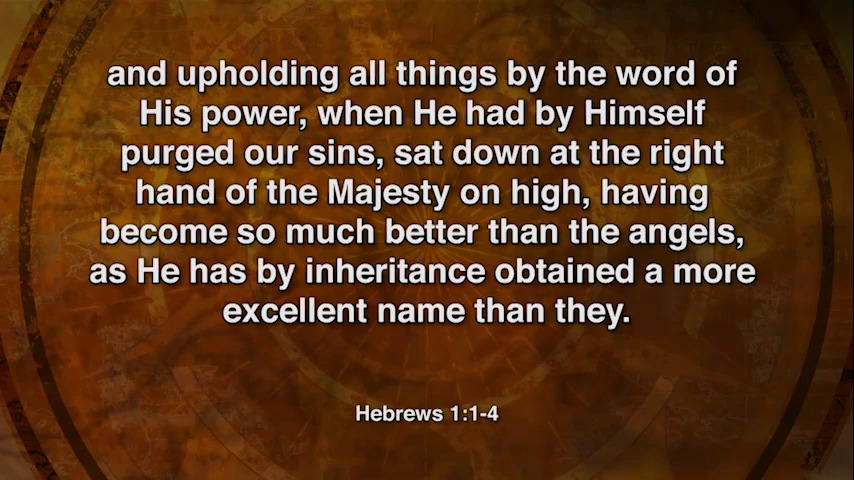 and upholding all things by the word of
His power, when He had by Himself
purged our sins, sat down at the right
hand of the Majesty on high, having
become so much better than the angels,
as He has by inheritance obtained a more
excellent name than they.
Hebrews 1:1-4